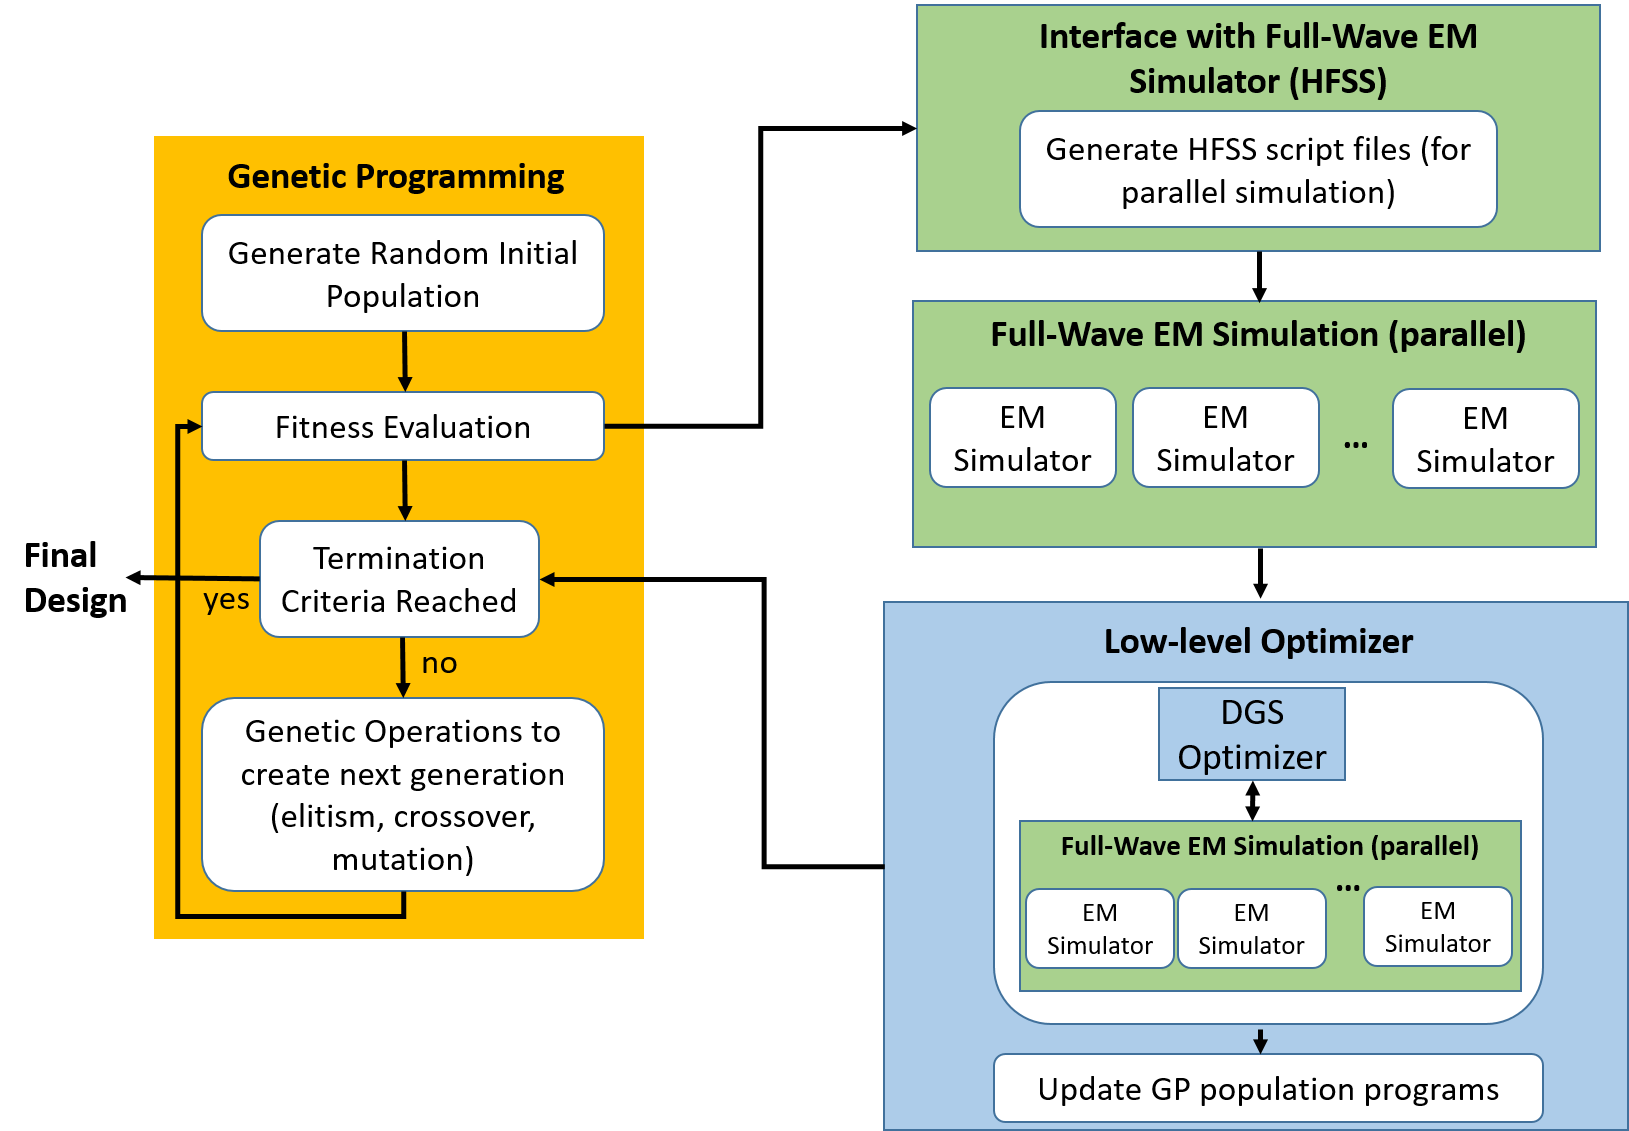 Genetic Programming
Generate Random Initial
Population
Fitness Evaluation
Termination
Criteria Reached
yes
Final
Design
no
Genetic Operations to
create next generation
(elitism, crossover,
mutation)
Interface with Full-Wave EM
Simulator (HFSS)
Generate HFSS script files (for
parallel simulation)
Full-Wave EM Simulation (parallel)
EM
Simulator
EM
Simulator
...
EM
Simulator
Low-level Optimizer
DGS
Optimizer
Full-Wave EM Simulation (parallel)
EM
Simulator
EM
Simulator
...
EM
Simulator
Update GP population programs